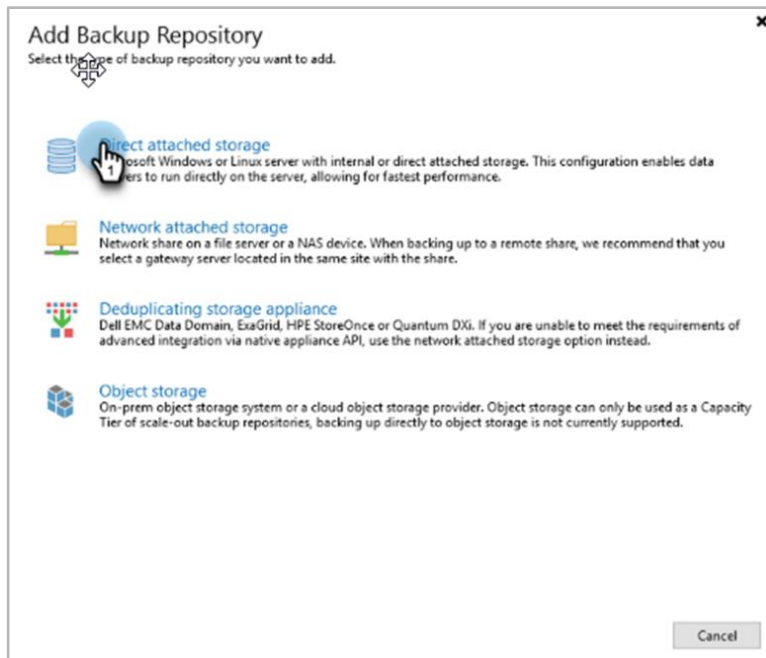 Add Backup Repository
Select the type of backup repository you want to add.
Direct attached storage
Microsoft Windows or Linux server with internal or direct attached storage. This configuration enables data
movers to run directly on the server, allowing for fastest performance.
1
Network attached storage
Network share on a file server or a NAS device. When backing up to a remote share, we recommend that you
select a gateway server located in the same site with the share.
Deduplicating storage appliance
Dell EMC Data Domain, ExaGrid, HPE StoreOnce or Quantum DXi. If you are unable to meet the requirements of
advanced integration via native appliance API, use the network attached storage option instead.
Object storage
On-prem object storage system or a cloud object storage provider. Object storage can only be used as a Capacity
Tier of scale-out backup repositories, backing up directly to object storage is not currently supported.
Cancel